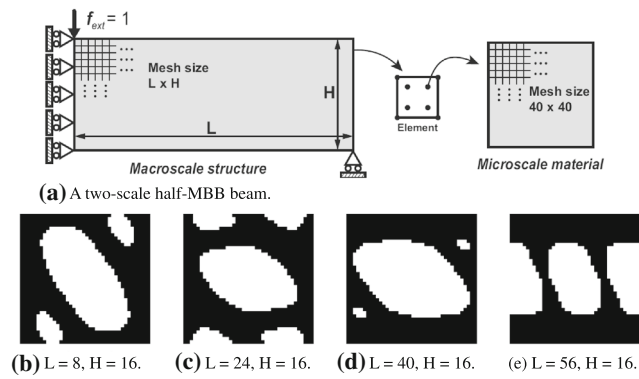 f_ext = 1
Mesh size
L x H
H
L
Element
Mesh size
40 x 40
Macroscale structure
Microscale material
(a) A two-scale half-MBB beam.
(b) L = 8, H = 16.
(c) L = 24, H = 16.
(d) L = 40, H = 16.
(e) L = 56, H = 16.